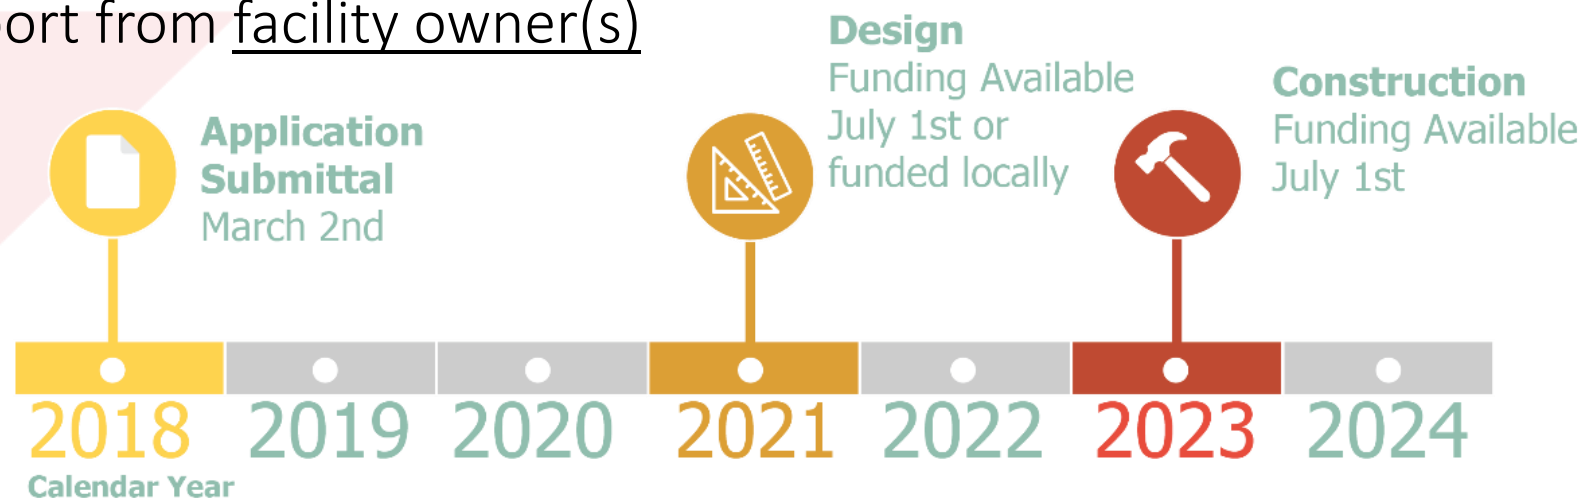 port from facility owner(s)
Application
Submittal
March 2nd
Design
Funding Available
July 1st or
funded locally
Construction
Funding Available
July 1st
2018
2019
2020
2021
2022
2023
2024
Calendar Year